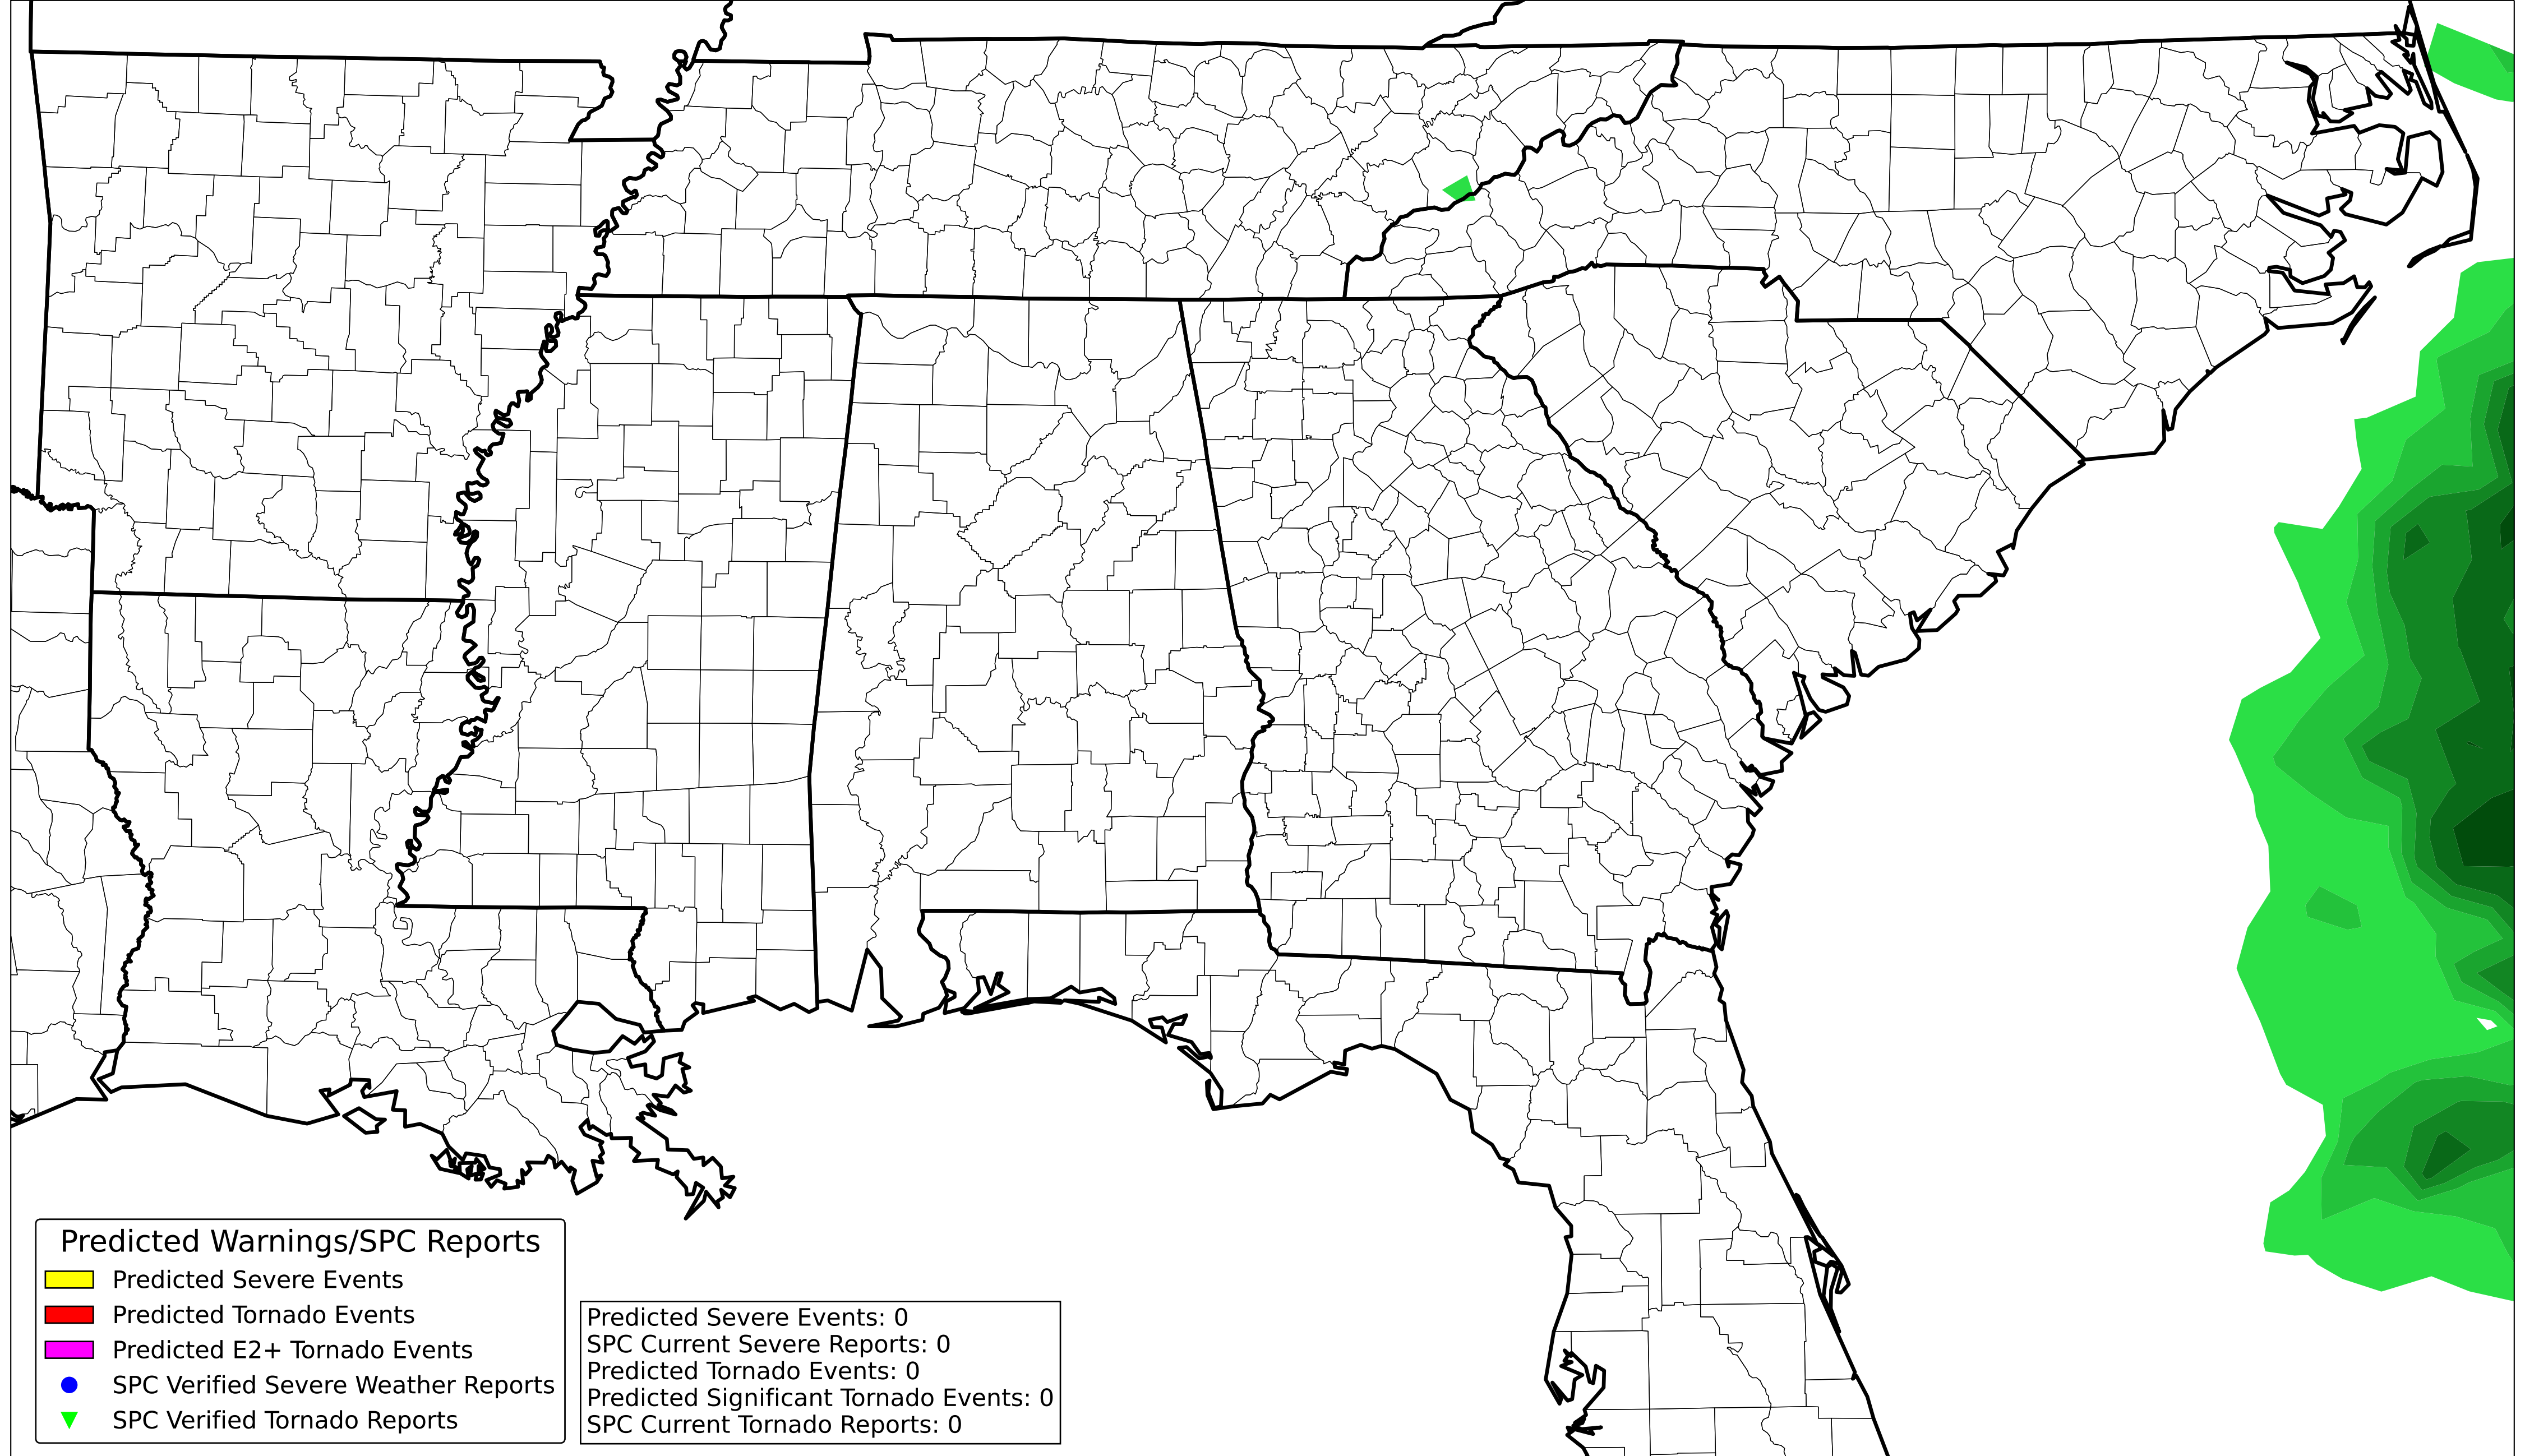 Predicted Warnings/SPC Reports
Predicted Severe Events
Predicted Tornado Events
Predicted E2+ Tornado Events
SPC Verified Severe Weather Reports
SPC Verified Tornado Reports
Predicted Severe Events: 0
SPC Current Severe Reports: 0
Predicted Tornado Events: 0
Predicted Significant Tornado Events: 0
SPC Current Tornado Reports: 0